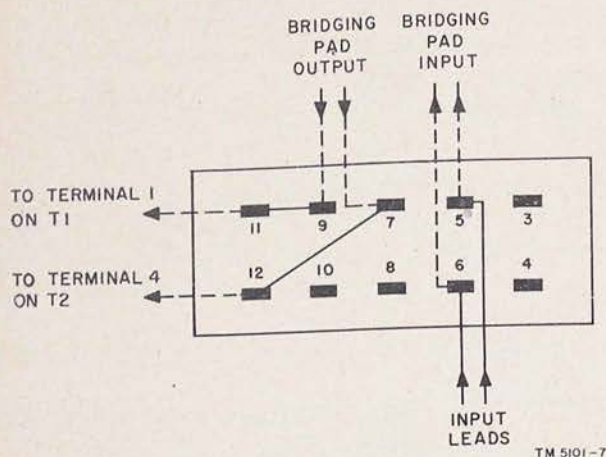 BRIDGING
PAD
OUTPUT
BRIDGING
PAD
INPUT
TO TERMINAL 1
ON T1
11
9
7
5
3
TO TERMINAL 4
ON T2
12
10
8
6
4
INPUT
LEADS
TM 5101-7